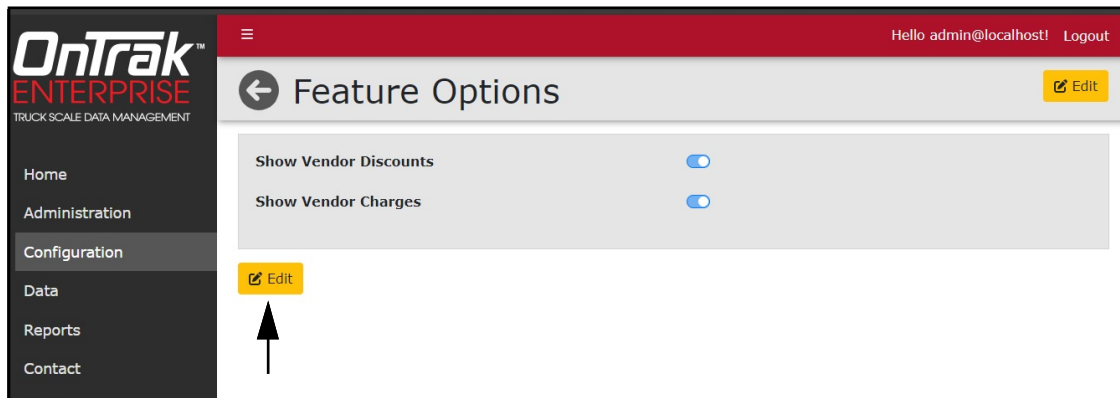 OnTrak™
ENTERPRISE
TRUCK SCALE DATA MANAGEMENT
Home
Administration
Configuration
Data
Reports
Contact
Hello admin@localhost! Logout
Feature Options
Edit
Show Vendor Discounts
Show Vendor Charges
Edit